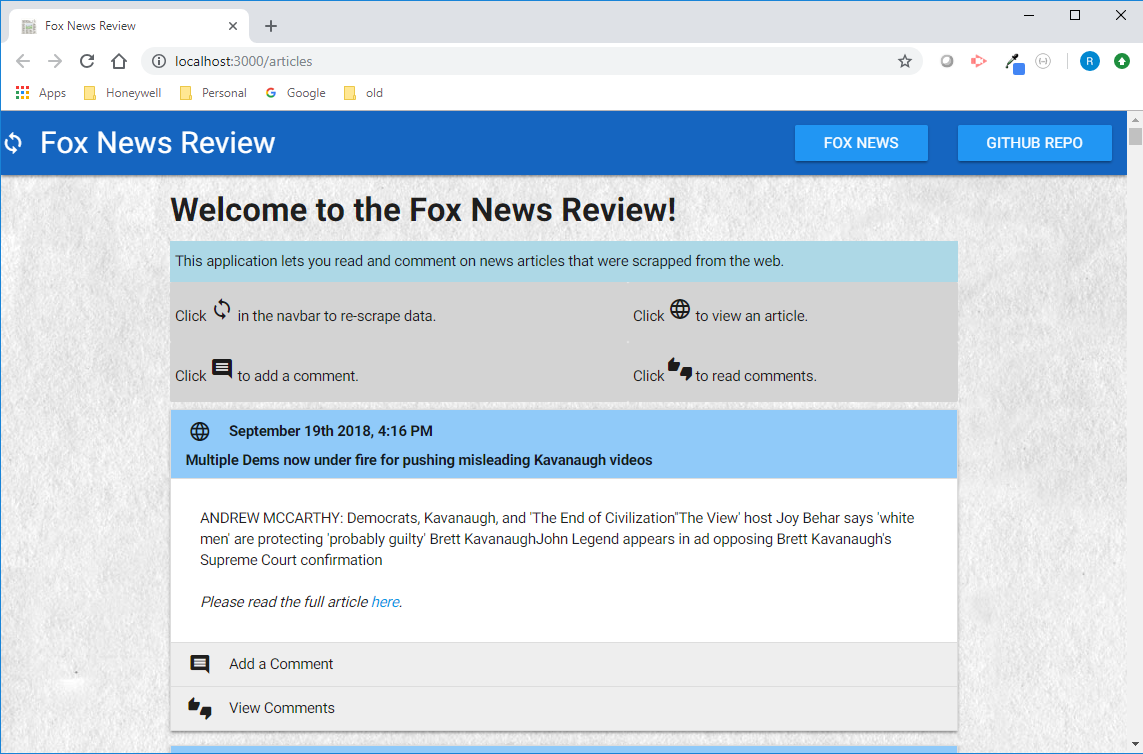 Fox News Review
localhost:3000/articles
R
Apps Honeywell Personal Google old
Fox News Review FOX NEWS GITHUB REPO
Welcome to the Fox News Review!
This application lets you read and comment on news articles that were scrapped from the web.
Click in the navbar to re-scrape data. Click to view an article.
Click to add a comment. Click to read comments.
September 19th 2018, 4:16 PM
Multiple Dems now under fire for pushing misleading Kavanaugh videos
ANDREW MCCARTHY: Democrats, Kavanaugh, and 'The End of Civilization''The View' host Joy Behar says 'white
men' are protecting 'probably guilty' Brett KavanaughJohn Legend appears in ad opposing Brett Kavanaugh's
Supreme Court confirmation
Please read the full article here.
Add a Comment
View Comments